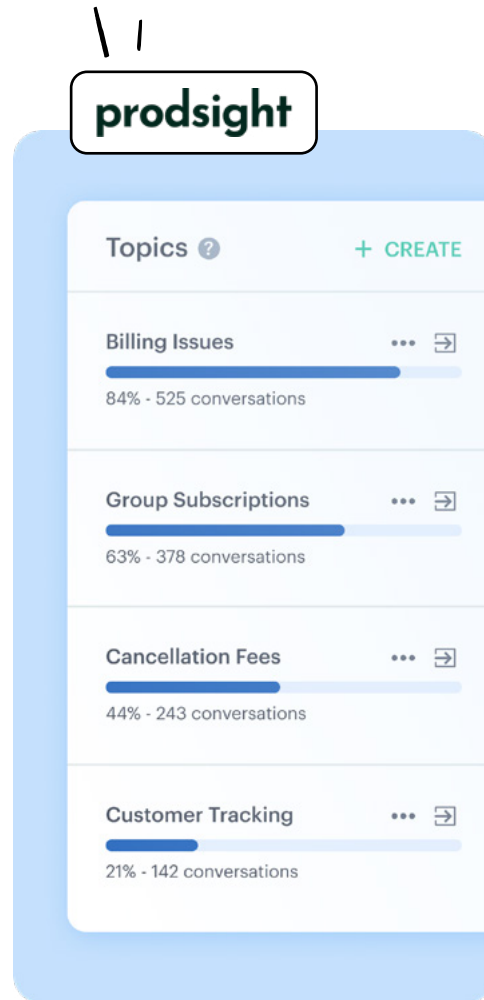 prodsight
Topics ?
+ CREATE
Billing Issues
84% - 525 conversations
Group Subscriptions
63% - 378 conversations
Cancellation Fees
44% - 243 conversations
Customer Tracking
21% - 142 conversations